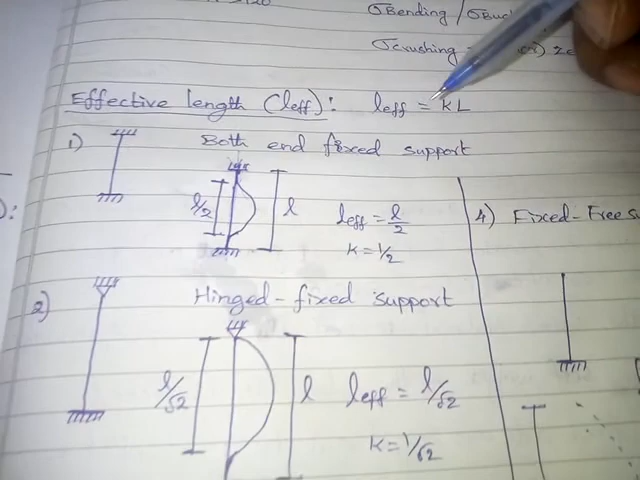 σBending / σBuc
σcrushing =
Effective length (leff): leff = KL
1) Both end fixed support
l/2 l leff = l/2
K = 1/2
4) Fixed-Free s
2) Hinged-fixed support
l/√2 l leff = l/√2
K = 1/√2